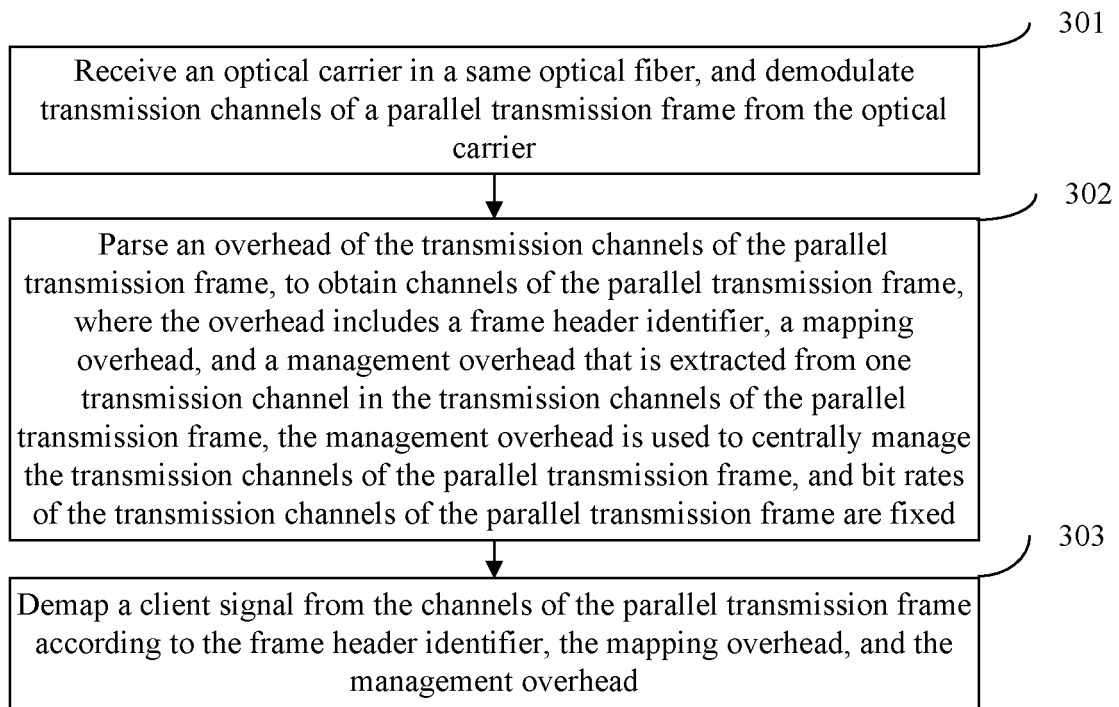 301
Receive an optical carrier in a same optical fiber, and demodulate
transmission channels of a parallel transmission frame from the optical
carrier
302
Parse an overhead of the transmission channels of the parallel
transmission frame, to obtain channels of the parallel transmission frame,
where the overhead includes a frame header identifier, a mapping
overhead, and a management overhead that is extracted from one
transmission channel in the transmission channels of the parallel
transmission frame, the management overhead is used to centrally manage
the transmission channels of the parallel transmission frame, and bit rates
of the transmission channels of the parallel transmission frame are fixed
303
Demap a client signal from the channels of the parallel transmission frame
according to the frame header identifier, the mapping overhead, and the
management overhead